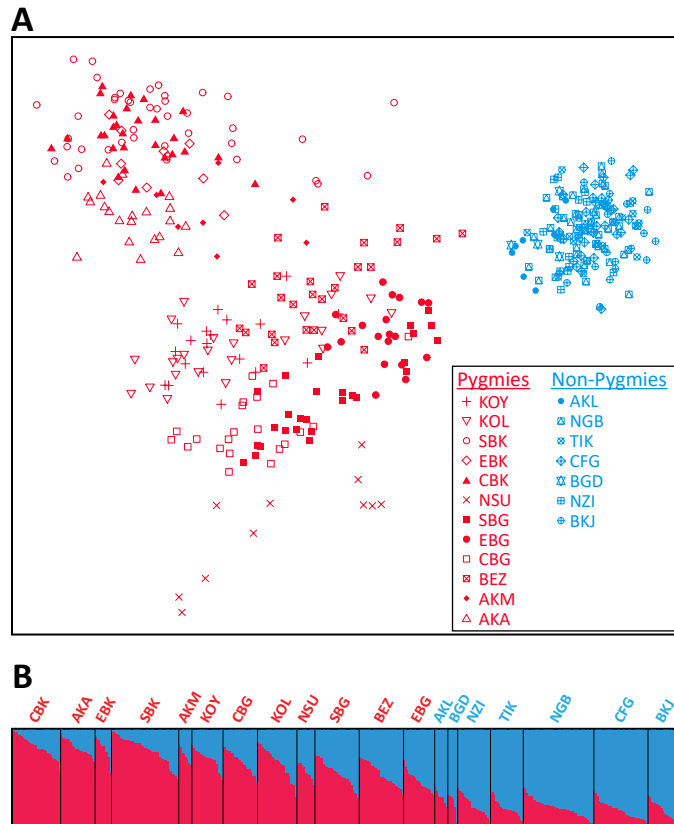 A
Pygmies Non-Pygmies
KOY AKL
KOL NGB
SBK TIK
EBK CFG
CBK BGD
NSU NZI
SBG BKJ
EBG
CBG
BEZ
AKM
AKA
B
CBK AKA EBK SBK AKM KOY CBG KOL NSU SBG BEZ EBG AKL BGD NZI TIK NGB CFG BKJ